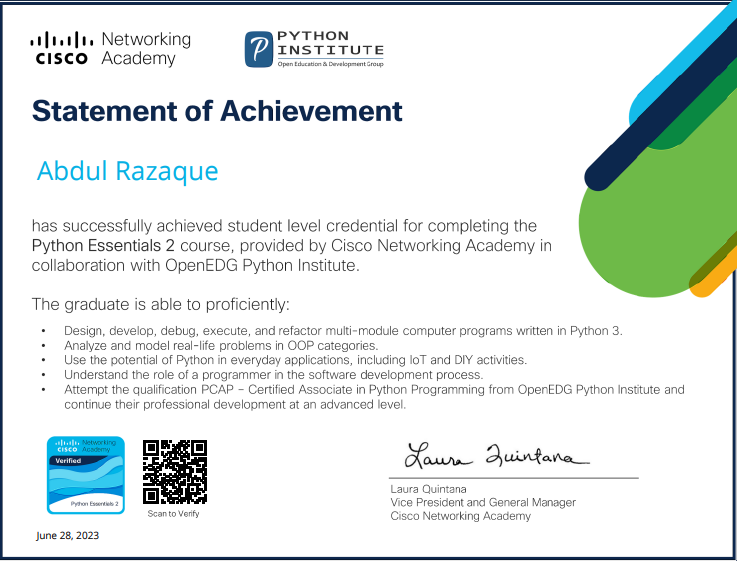 Networking
CISCO Academy
PYTHON
INSTITUTE
Open Education & Development Group
Statement of Achievement
Abdul Razaque
has successfully achieved student level credential for completing the
Python Essentials 2 course, provided by Cisco Networking Academy in
collaboration with OpenEDG Python Institute.
The graduate is able to proficiently:
• Design, develop, debug, execute, and refactor multi-module computer programs written in Python 3.
• Analyze and model real-life problems in OOP categories.
• Use the potential of Python in everyday applications, including IoT and DIY activities.
• Understand the role of a programmer in the software development process.
• Attempt the qualification PCAP – Certified Associate in Python Programming from OpenEDG Python Institute and
continue their professional development at an advanced level.
Networking
CISCO Academy
Verified
Python Essentials 2
Scan to Verify
June 28, 2023
Laura Quintana
Laura Quintana
Vice President and General Manager
Cisco Networking Academy